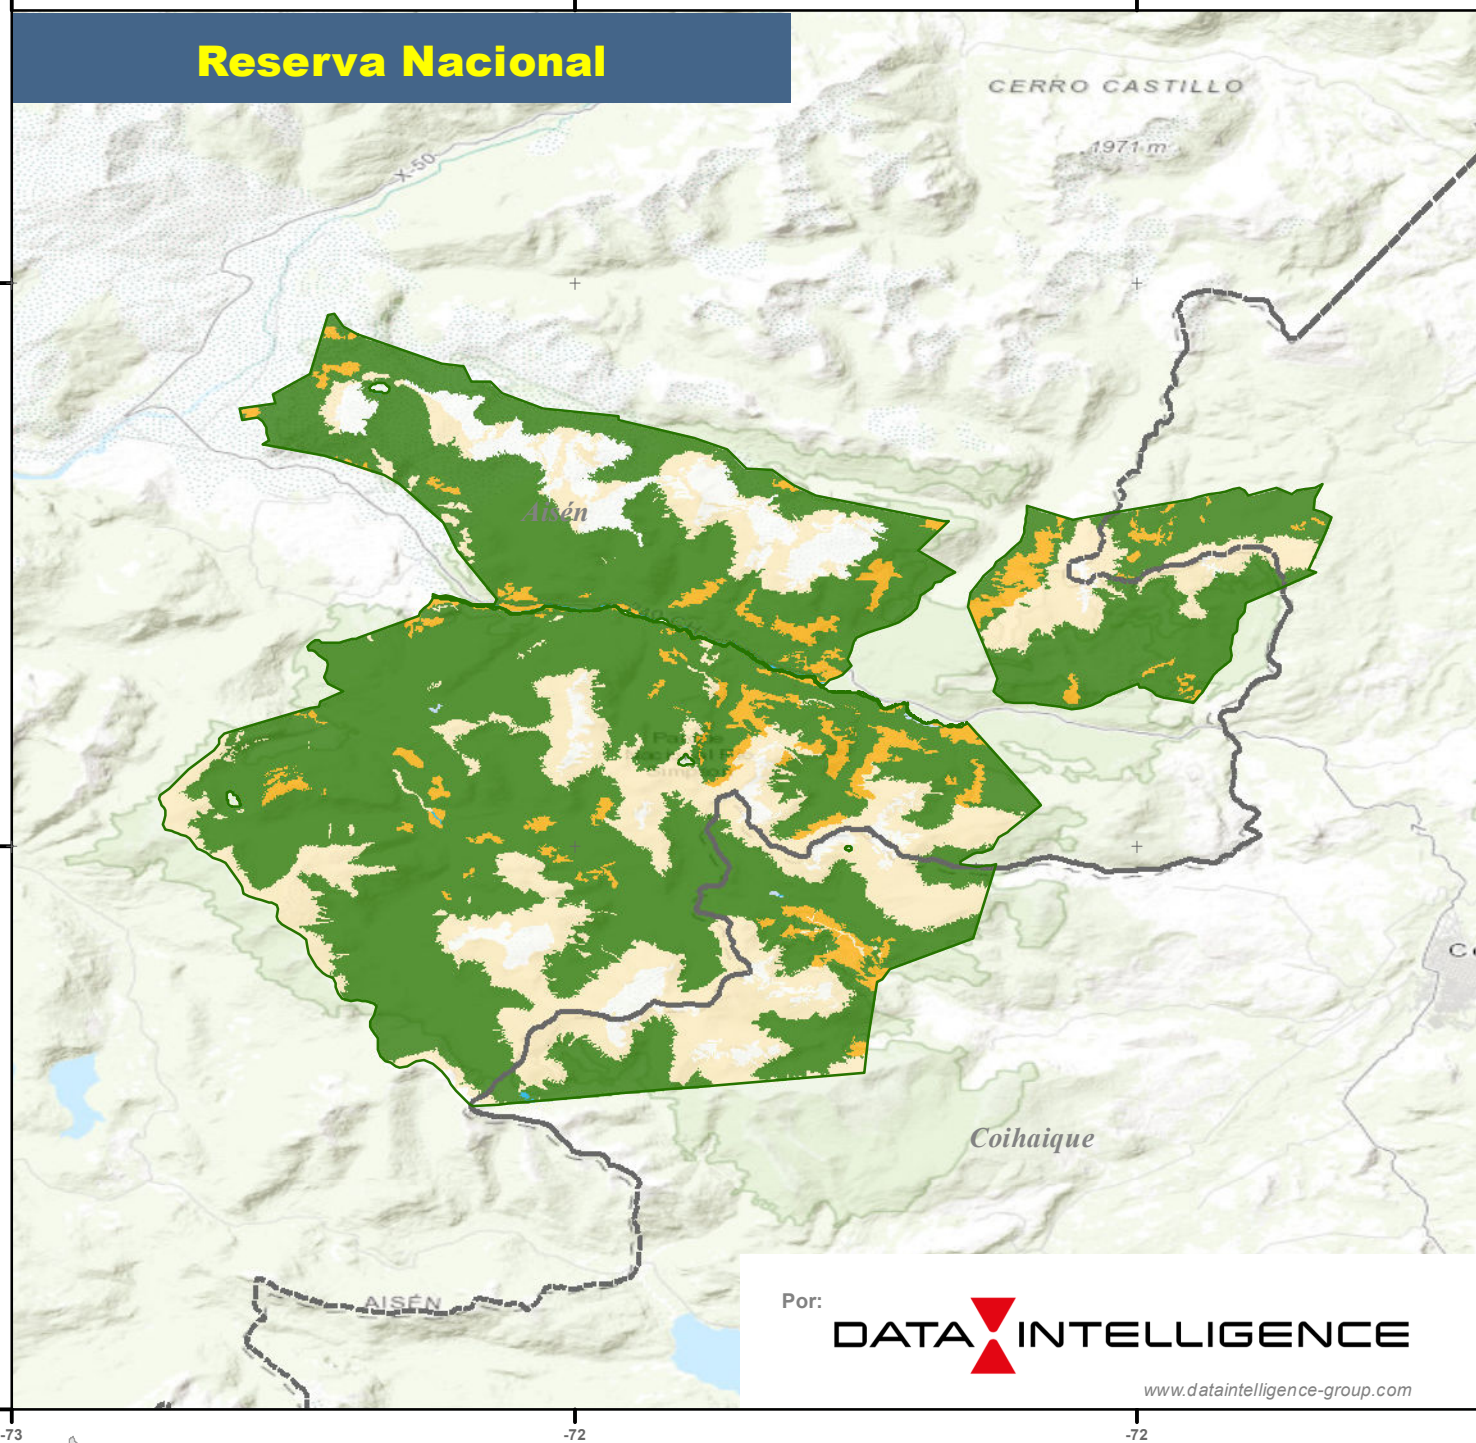 Reserva Nacional
CERRO CASTILLO
1971 m
X-50
Aisén
Coihaique
AISÉN
Por:
DATA INTELLIGENCE
www.dataintelligence-group.com
-73
-72
-72